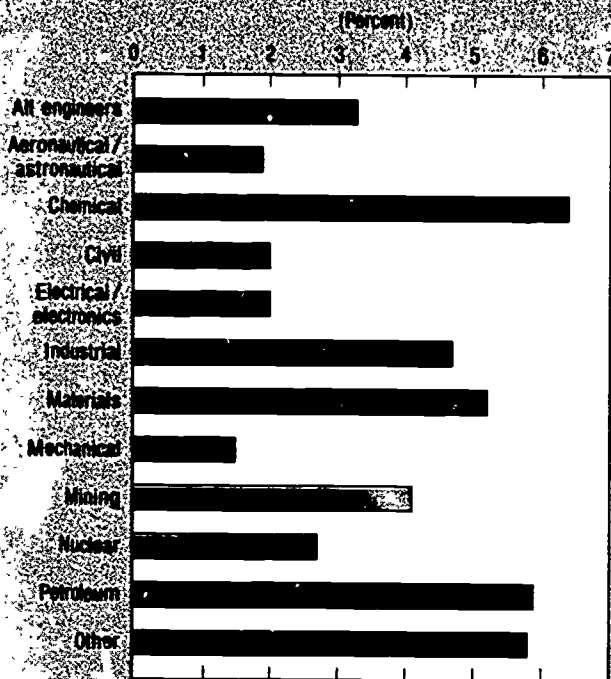 (Percent)
0 1 2 3 4 5 6 7
All engineers
Aeronautical /
astronautical
Chemical
Civil
Electrical /
electronics
Industrial
Materials
Mechanical
Mining
Nuclear
Petroleum
Other